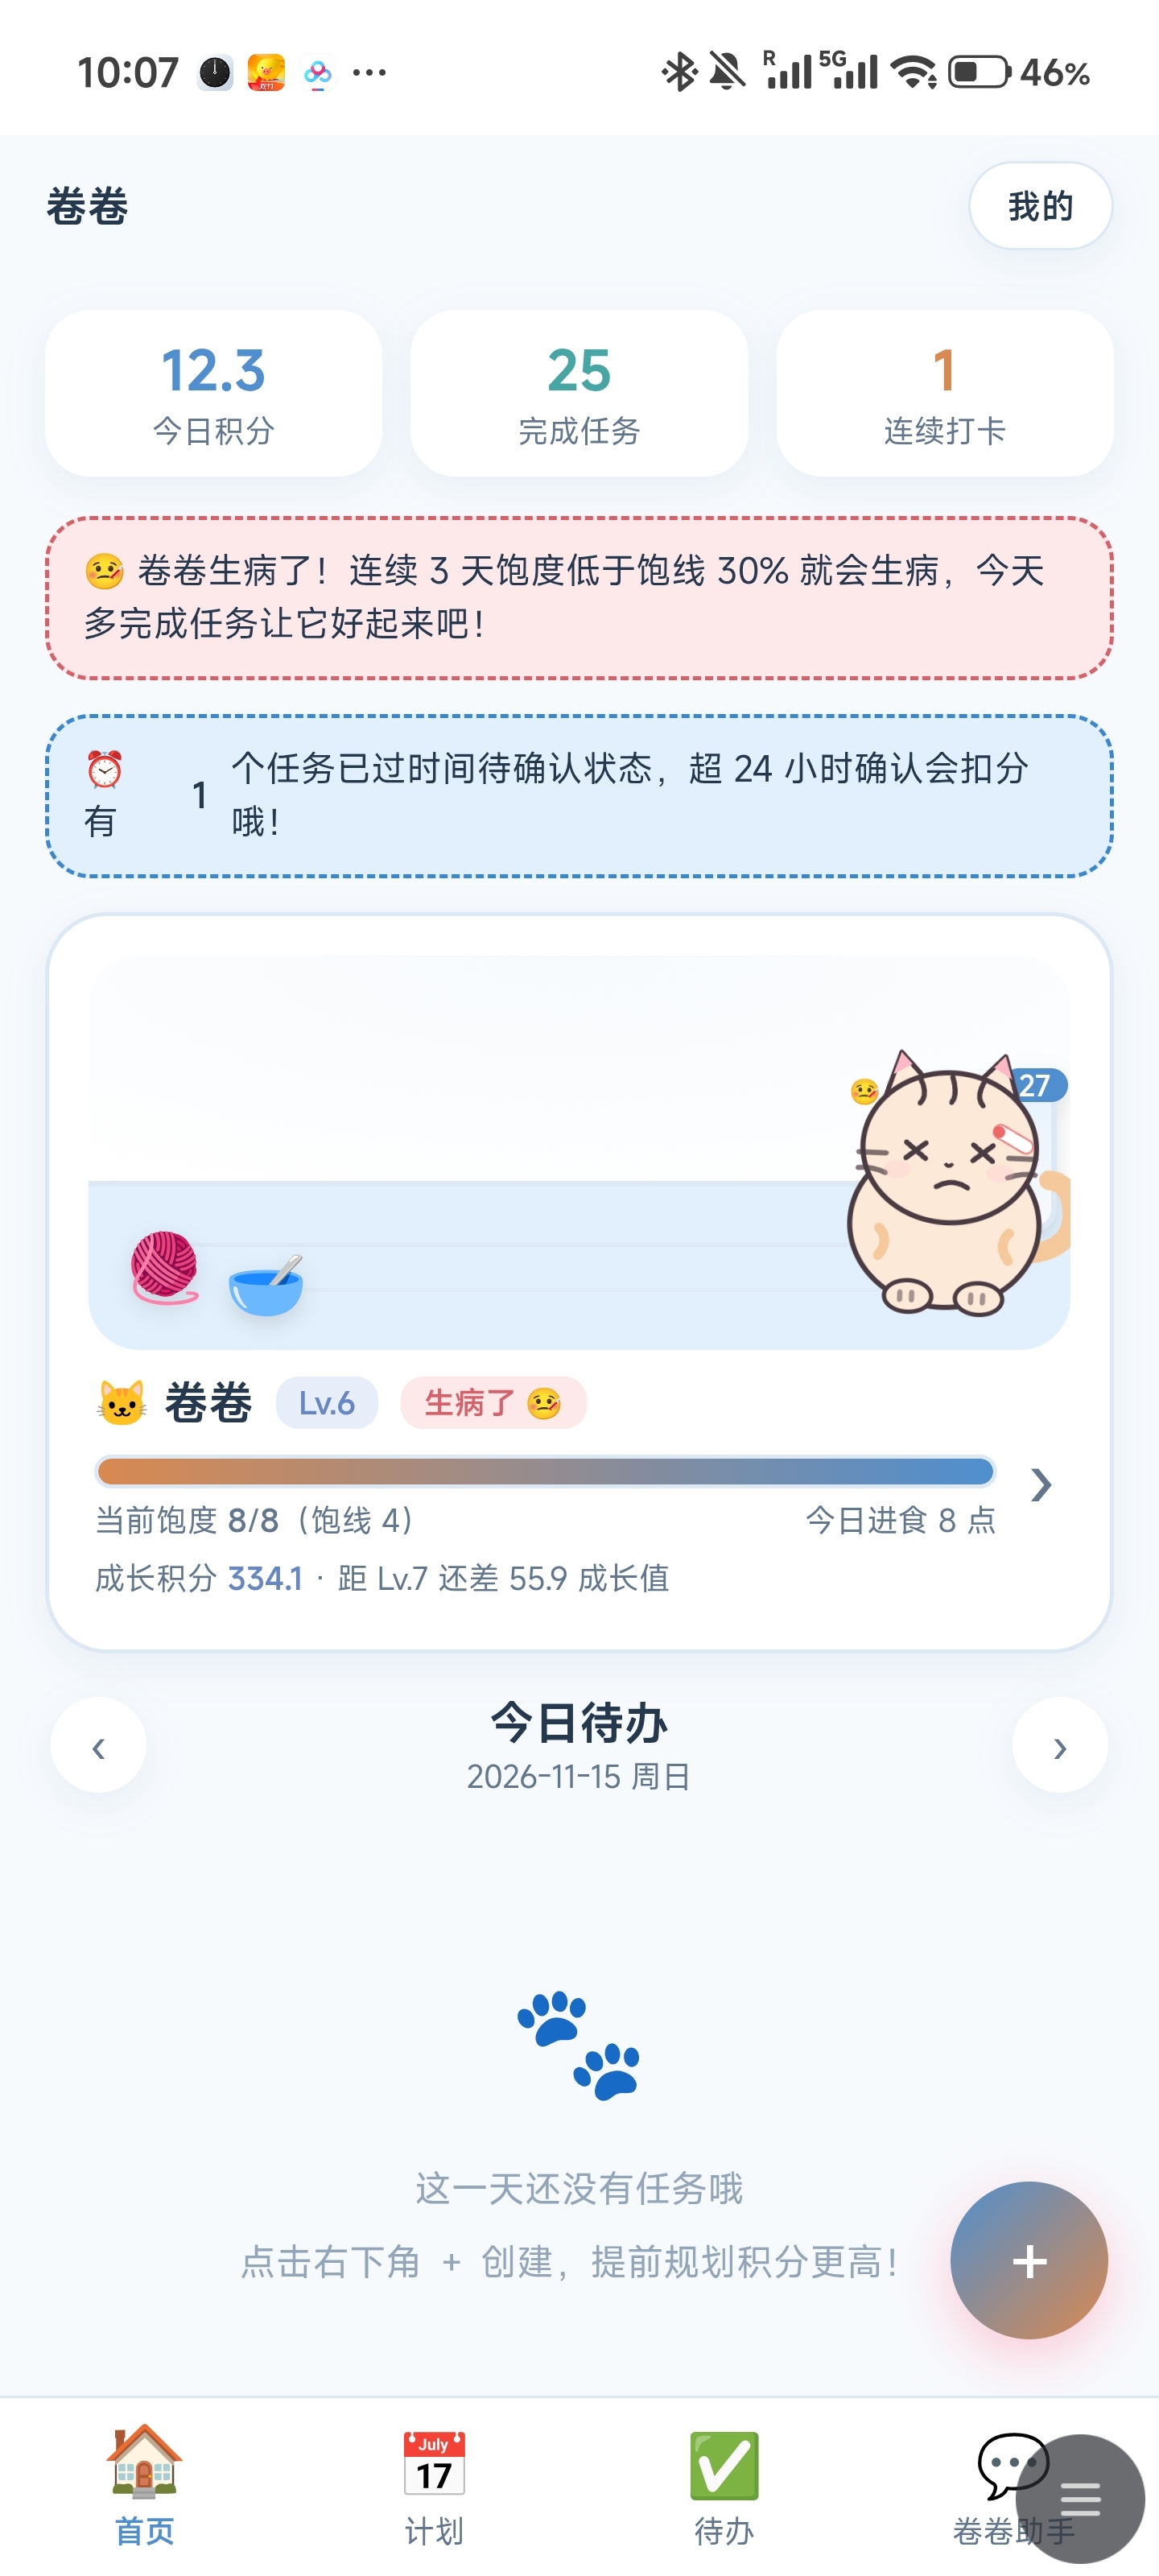 10:07
R
5G
46%
卷卷
我的
12.3
今日积分
25
完成任务
1
连续打卡
🤒 卷卷生病了！连续 3 天饱度低于饱线 30% 就会生病，今天
多完成任务让它好起来吧！
⏰
有
1
个任务已过时间待确认状态，超 24 小时确认会扣分
哦！
27
卷卷
Lv.6
生病了 🤒
当前饱度 8/8（饱线 4）
今日进食 8 点
成长积分 334.1 · 距 Lv.7 还差 55.9 成长值
今日待办
2026-11-15 周日
这一天还没有任务哦
点击右下角 + 创建，提前规划积分更高！
July
17
首页
计划
待办
卷卷助手